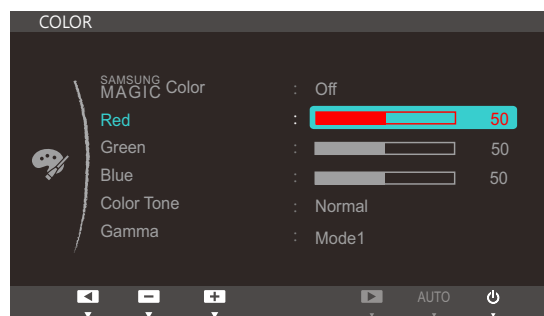 COLOR
SAMSUNG MAGIC Color : Off
Red : 50
Green : 50
Blue : 50
Color Tone : Normal
Gamma : Mode1
AUTO